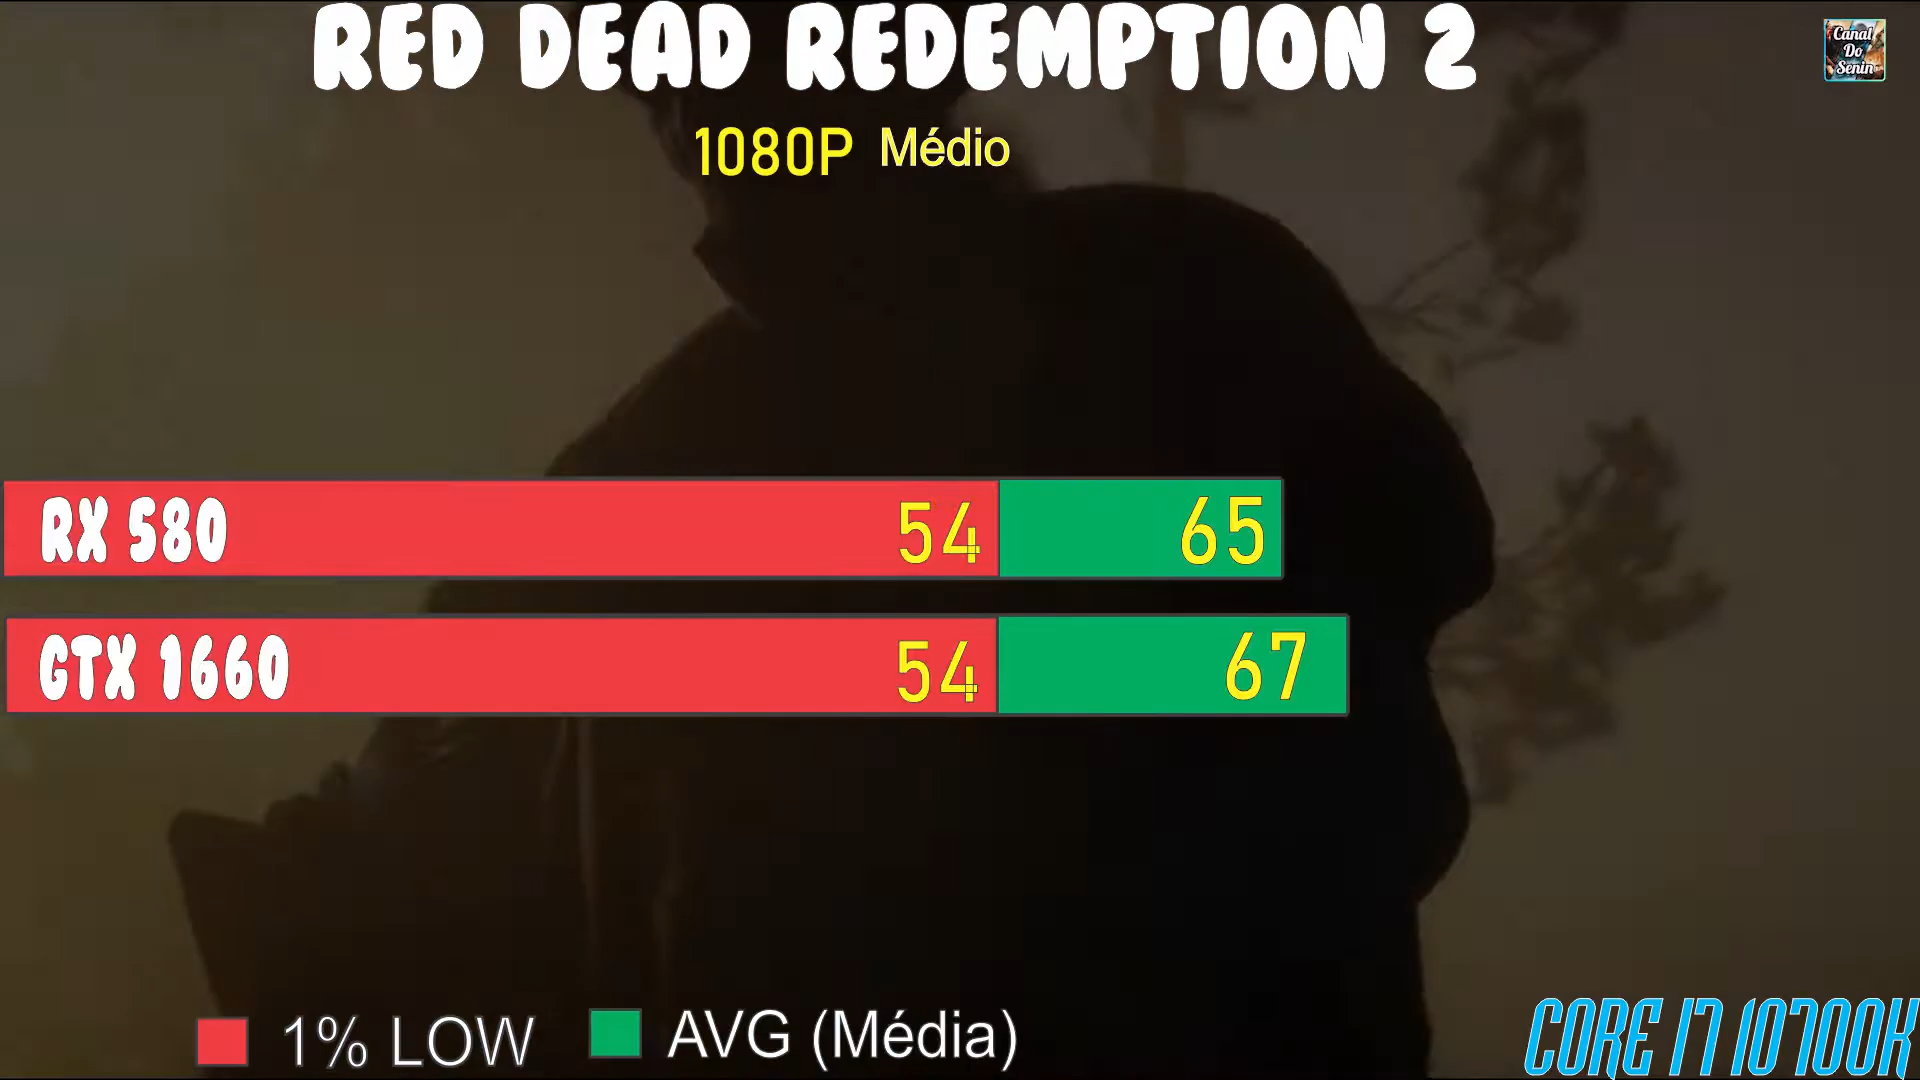 RED DEAD REDEMPTION 2
Canal
Do
Senin
1080P Médio
RX 580 54 65
GTX 1660 54 67
1% LOW AVG (Média)
CORE I7 10700K